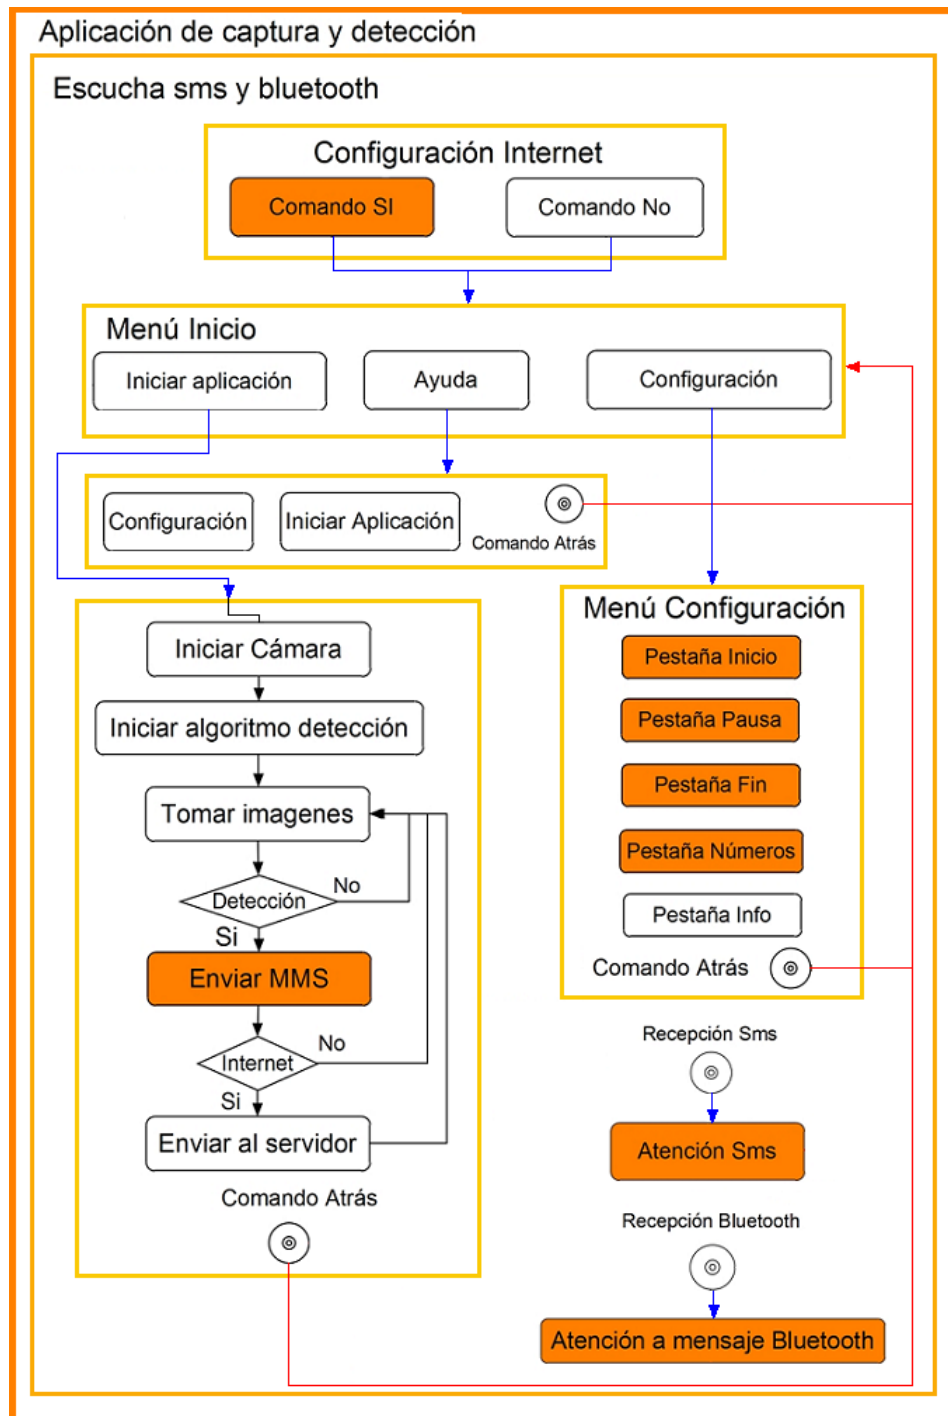 Aplicación de captura y detección
Escucha sms y bluetooth
Configuración Internet
Comando SI
Comando No
Menú Inicio
Iniciar aplicación
Ayuda
Configuración
Configuración
Iniciar Aplicación
Comando Atrás
Iniciar Cámara
Iniciar algoritmo detección
Tomar imagenes
Detección
No
Si
Enviar MMS
Internet
No
Si
Enviar al servidor
Comando Atrás
Menú Configuración
Pestaña Inicio
Pestaña Pausa
Pestaña Fin
Pestaña Números
Pestaña Info
Comando Atrás
Recepción Sms
Atención Sms
Recepción Bluetooth
Atención a mensaje Bluetooth